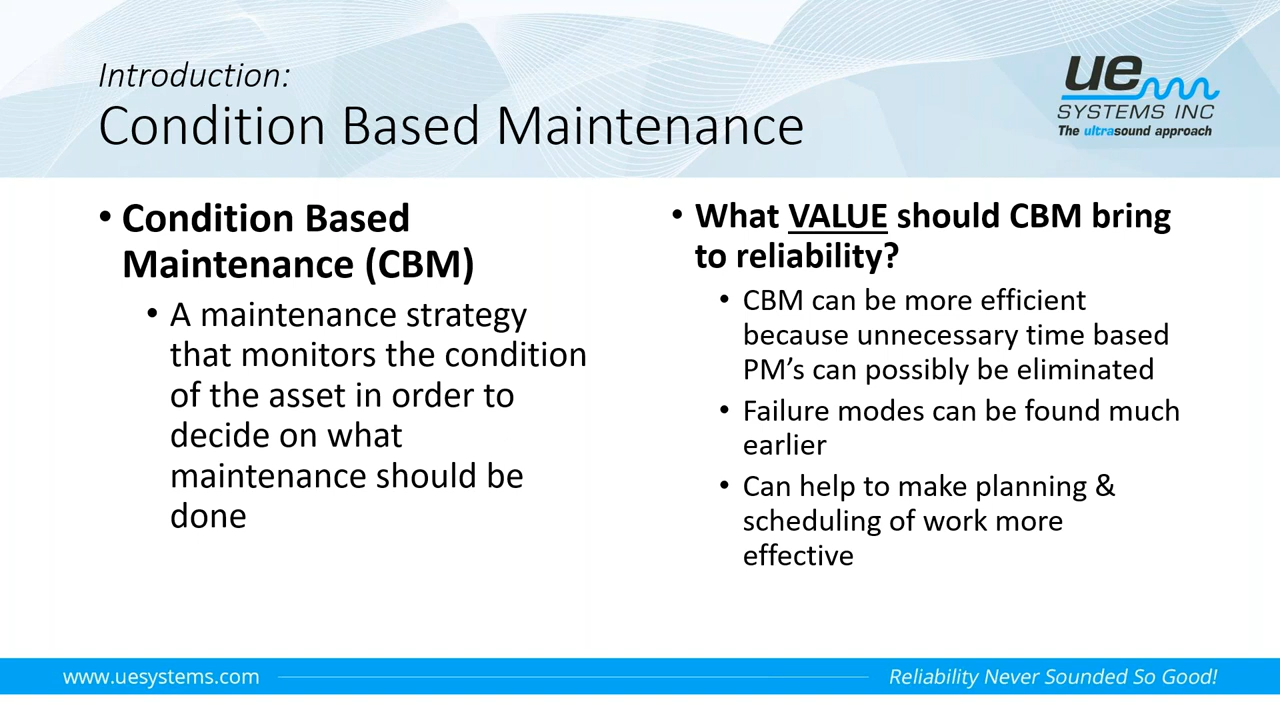 Introduction:
Condition Based Maintenance
ue
SYSTEMS INC
The ultrasound approach
• Condition Based
Maintenance (CBM)
• A maintenance strategy
that monitors the condition
of the asset in order to
decide on what
maintenance should be
done
• What VALUE should CBM bring
to reliability?
• CBM can be more efficient
because unnecessary time based
PM’s can possibly be eliminated
• Failure modes can be found much
earlier
• Can help to make planning &
scheduling of work more
effective
www.uesystems.com
Reliability Never Sounded So Good!